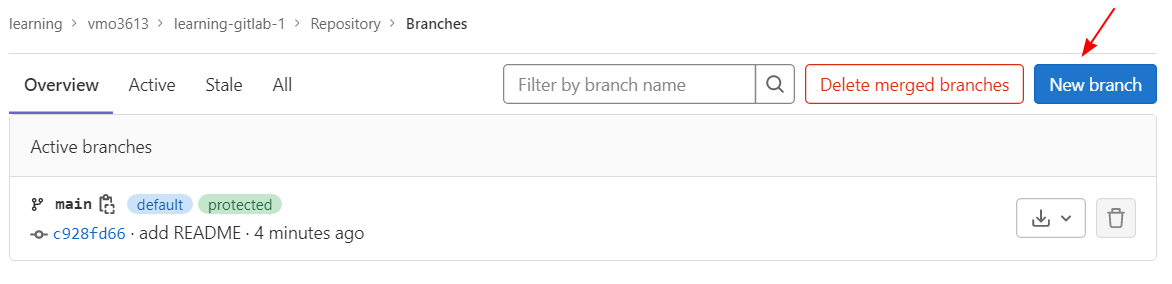 learning > vmo3613 > learning-gitlab-1 > Repository > Branches
Overview Active Stale All Filter by branch name Delete merged branches New branch
Active branches
main default protected
c928fd66 · add README · 4 minutes ago